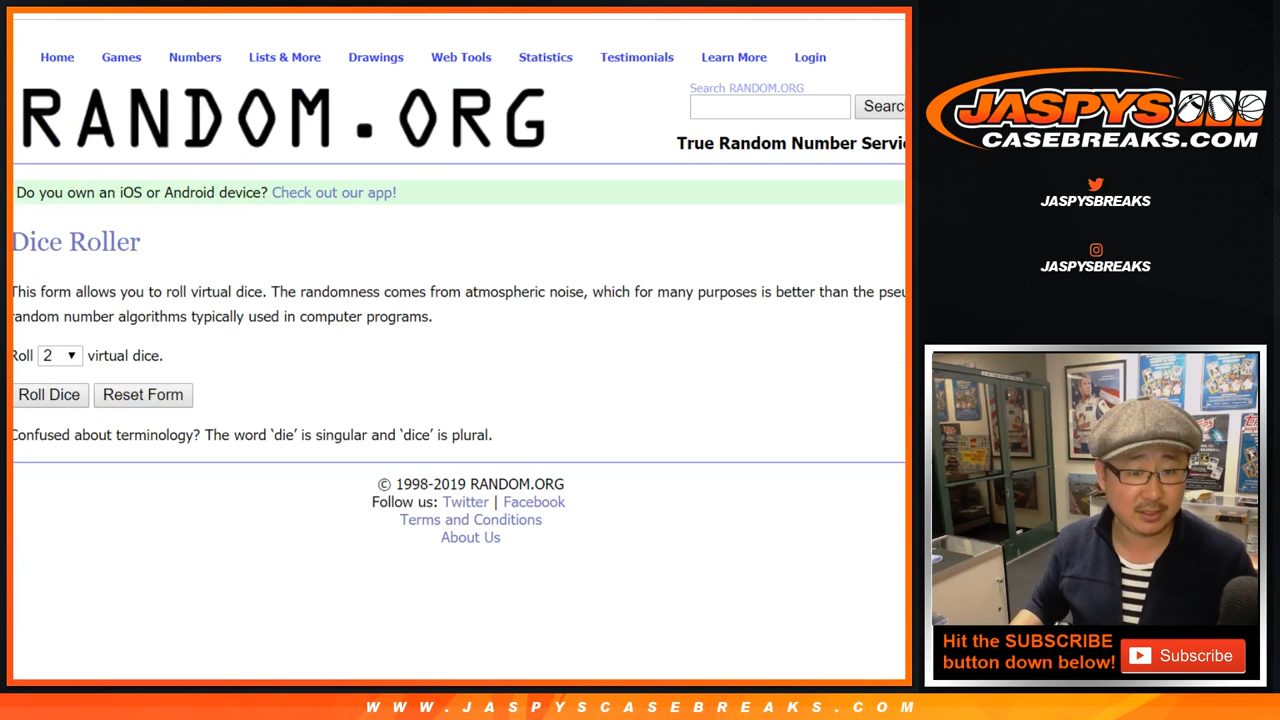 Home Games Numbers Lists & More Drawings Web Tools Statistics Testimonials Learn More Login
RANDOM.ORG
Search RANDOM.ORG
Searc
True Random Number Servi
Do you own an iOS or Android device? Check out our app!
Dice Roller
This form allows you to roll virtual dice. The randomness comes from atmospheric noise, which for many purposes is better than the pseu
random number algorithms typically used in computer programs.
Roll 2 virtual dice.
Roll Dice Reset Form
Confused about terminology? The word ‘die’ is singular and ‘dice’ is plural.
© 1998-2019 RANDOM.ORG
Follow us: Twitter | Facebook
Terms and Conditions
About Us
JASPYS
CASEBREAKS.COM
JASPYSBREAKS
JASPYSBREAKS
Hit the SUBSCRIBE
button down below!
Subscribe
WWW.JASPYSCASEBREAKS.COM